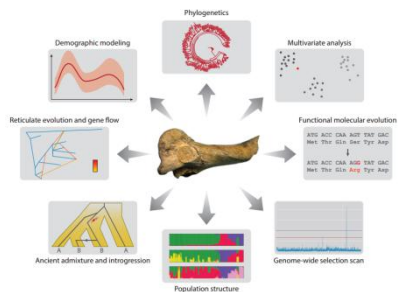 Phylogenetics
Demographic modeling
Multivariate analysis
Reticulate evolution and gene flow
Functional molecular evolution
ATG ACC CAA AGT TAT GAC
Met Thr Gln Ser Tyr Asp
ATG ACC CAA AGG TAT GAC
Met Thr Gln Arg Tyr Asp
Ancient admixture and introgression
A B B A
Population structure
Genome-wide selection scan